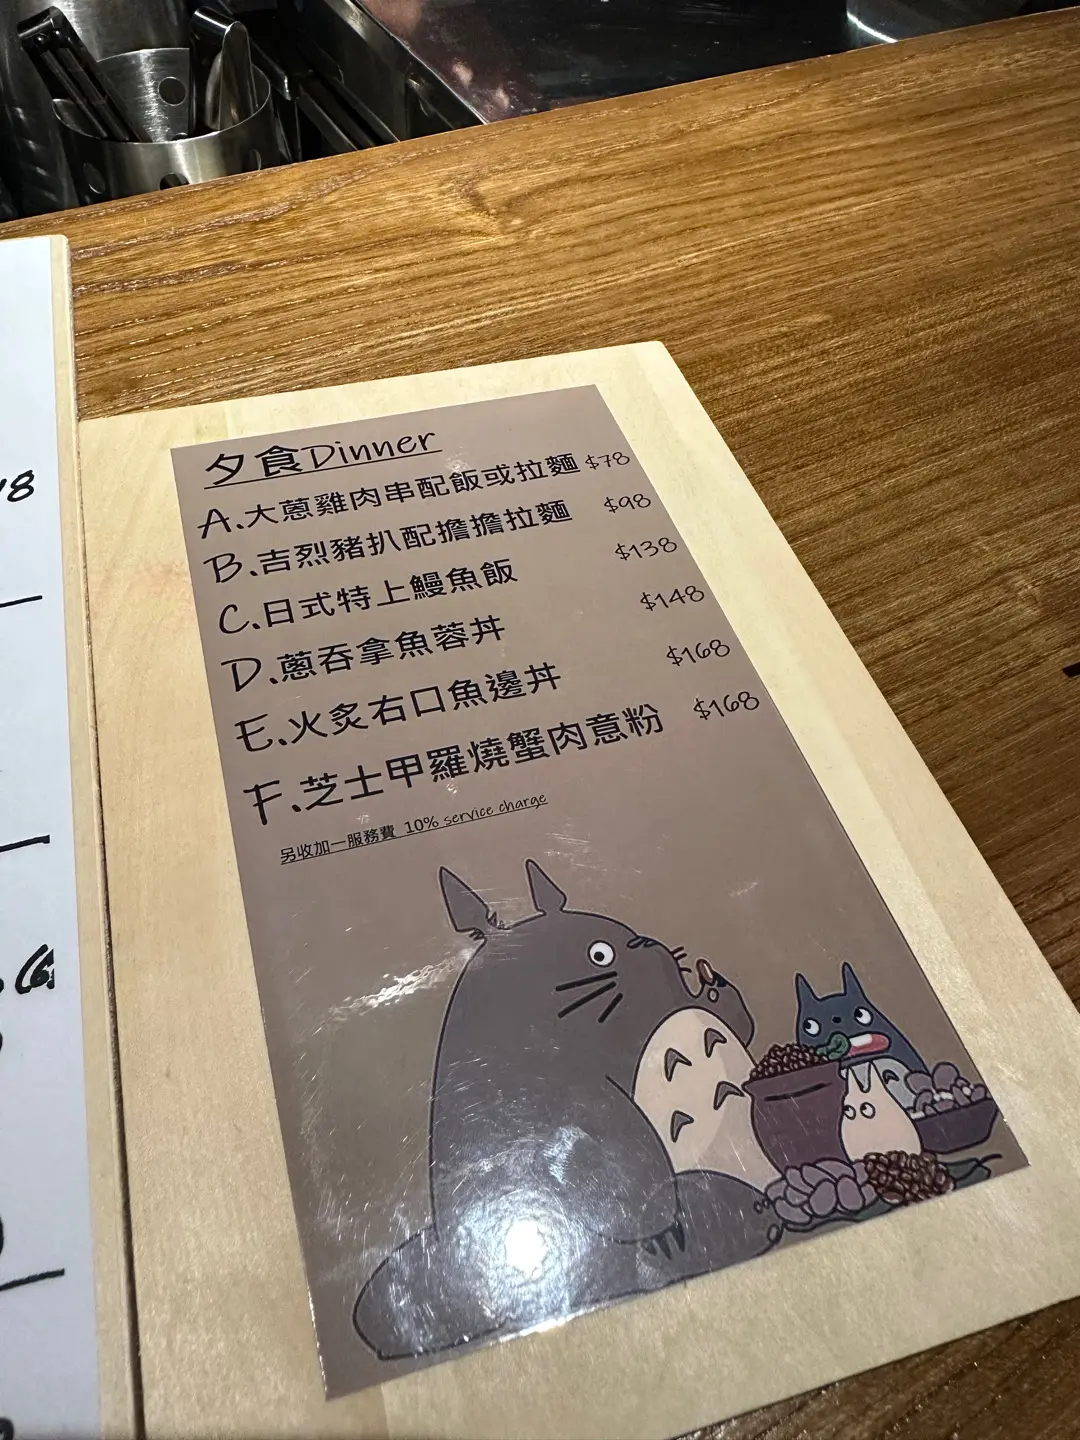 夕食Dinner
A.大蔥雞肉串配飯或拉麵 $78
B.吉烈豬扒配擔擔拉麵 $98
C.日式特上鰻魚飯 $138
D.蔥吞拿魚蓉丼 $148
E.火炙右口魚邊丼 $168
F.芝士甲羅燒蟹肉意粉 $168
另收加一服務費 10% service charge